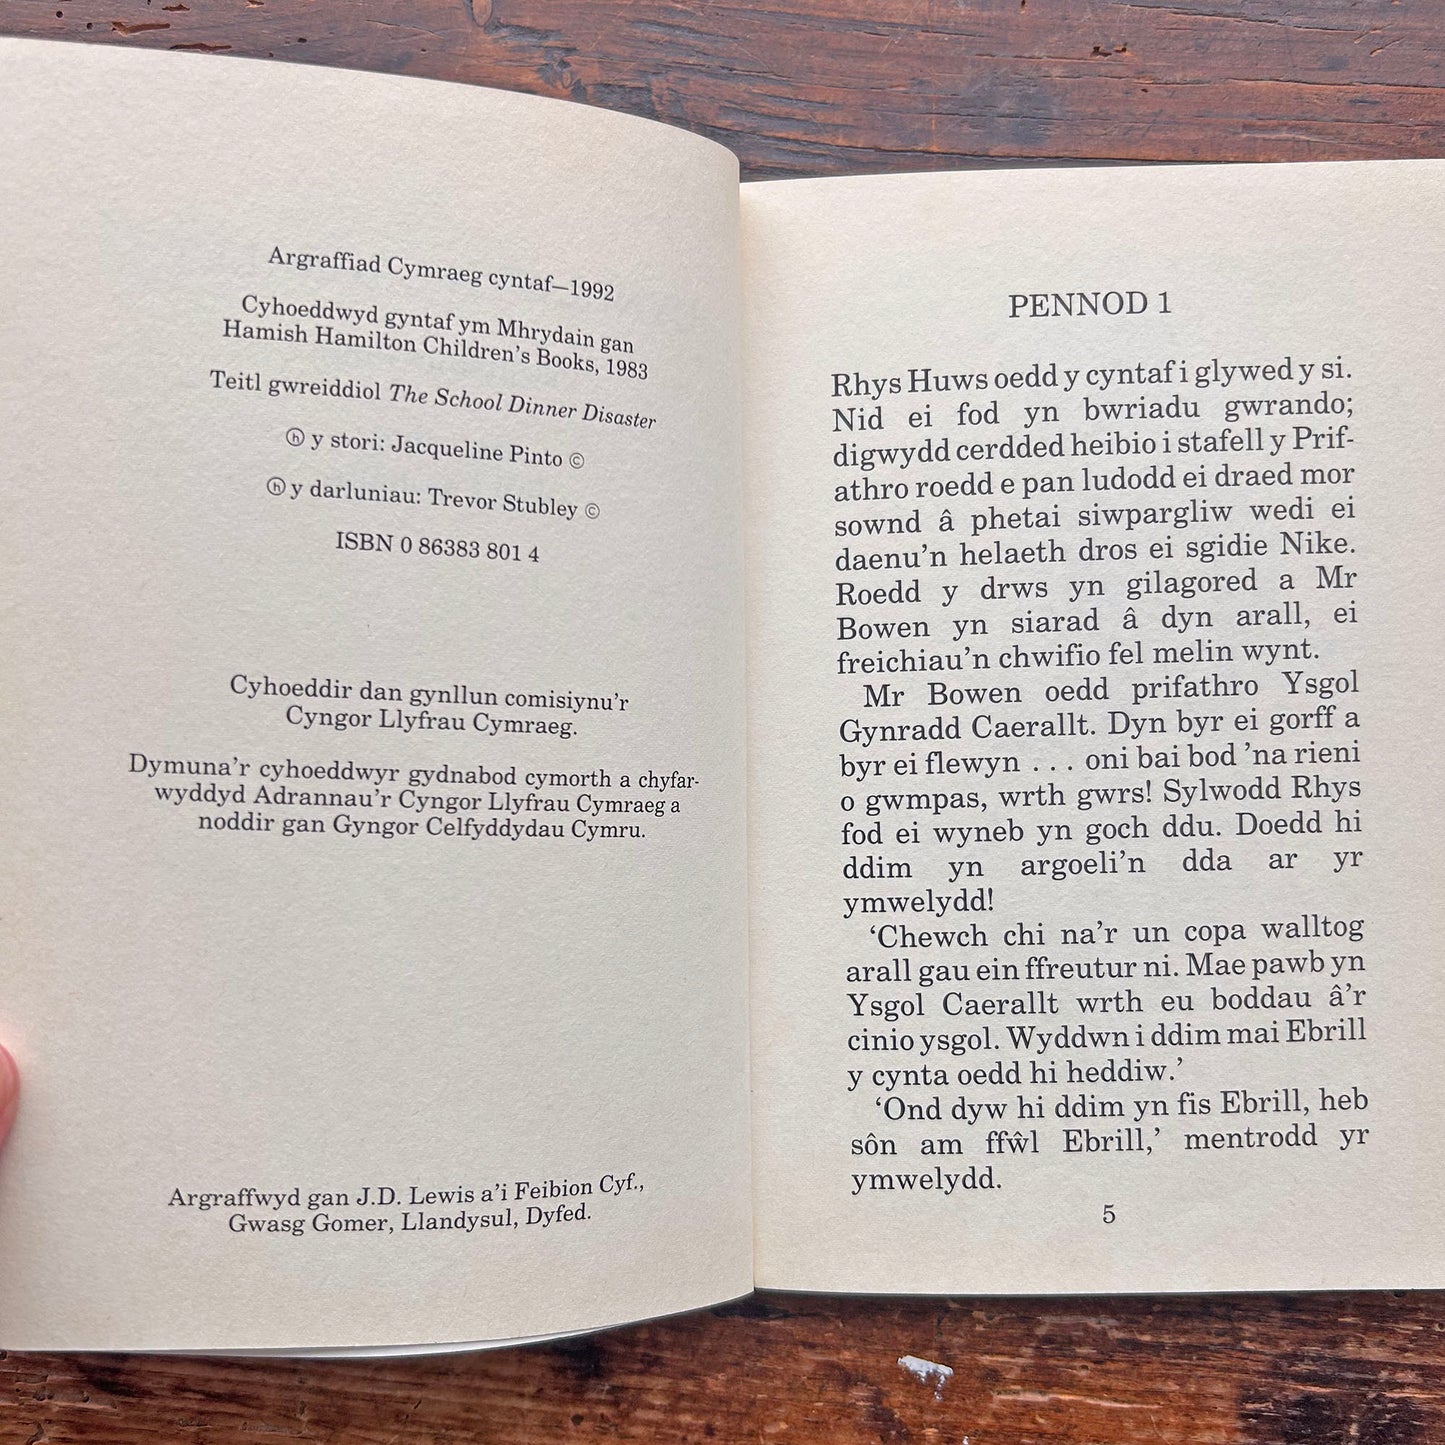 Argraffiad Cymraeg cyntaf—1992
Cyhoeddwyd gyntaf ym Mhrydain gan
Hamish Hamilton Children's Books, 1983
Teitl gwreiddiol The School Dinner Disaster
ⓗ y stori: Jacqueline Pinto ©
ⓗ y darluniau: Trevor Stubley ©
ISBN 0 86383 801 4
Cyhoeddir dan gynllun comisiynu'r
Cyngor Llyfrau Cymraeg.
Dymuna'r cyhoeddwyr gydnabod cymorth a chyfar-
wyddyd Adrannau'r Cyngor Llyfrau Cymraeg a
noddir gan Gyngor Celfyddydau Cymru.
Argraffwyd gan J.D. Lewis a'i Feibion Cyf.,
Gwasg Gomer, Llandysul, Dyfed.
PENNOD 1
Rhys Huws oedd y cyntaf i glywed y si.
Nid ei fod yn bwriadu gwrando;
digwydd cerdded heibio i stafell y Prif-
athro roedd e pan ludodd ei draed mor
sownd â phetai siwpargliw wedi ei
daenu'n helaeth dros ei sgidie Nike.
Roedd y drws yn gilagored a Mr
Bowen yn siarad â dyn arall, ei
freichiau'n chwifio fel melin wynt.
Mr Bowen oedd prifathro Ysgol
Gynradd Caerallt. Dyn byr ei gorff a
byr ei flewyn . . . oni bai bod 'na rieni
o gwmpas, wrth gwrs! Sylwodd Rhys
fod ei wyneb yn goch ddu. Doedd hi
ddim yn argoeli'n dda ar yr
ymwelydd!
'Chewch chi na'r un copa walltog
arall gau ein ffreutur ni. Mae pawb yn
Ysgol Caerallt wrth eu boddau â'r
cinio ysgol. Wyddwn i ddim mai Ebrill
y cynta oedd hi heddiw.'
'Ond dyw hi ddim yn fis Ebrill, heb
sôn am ffŵl Ebrill,' mentrodd yr
ymwelydd.
5